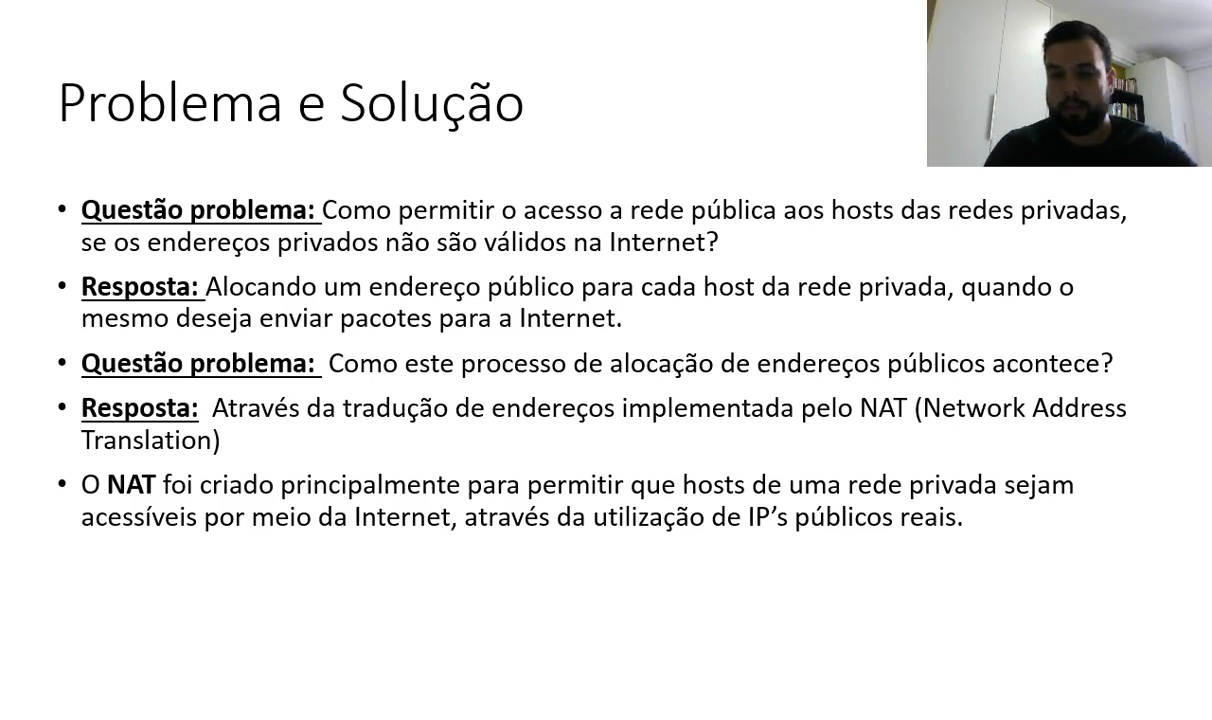 Problema e Solução
• Questão problema: Como permitir o acesso a rede pública aos hosts das redes privadas,
se os endereços privados não são válidos na Internet?
• Resposta: Alocando um endereço público para cada host da rede privada, quando o
mesmo deseja enviar pacotes para a Internet.
• Questão problema: Como este processo de alocação de endereços públicos acontece?
• Resposta: Através da tradução de endereços implementada pelo NAT (Network Address
Translation)
• O NAT foi criado principalmente para permitir que hosts de uma rede privada sejam
acessíveis por meio da Internet, através da utilização de IP’s públicos reais.